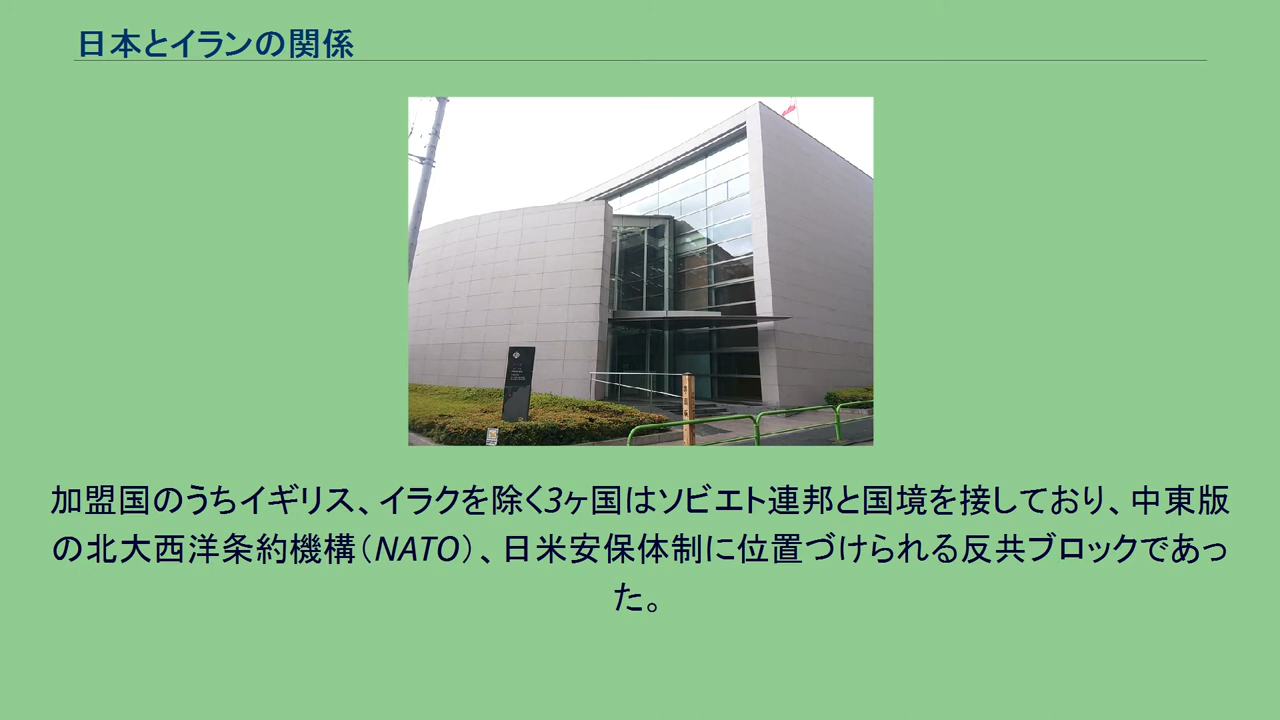 日本とイランの関係
加盟国のうちイギリス、イラクを除く3ヶ国はソビエト連邦と国境を接しており、中東版
の北大西洋条約機構（NATO）、日米安保体制に位置づけられる反共ブロックであっ
た。